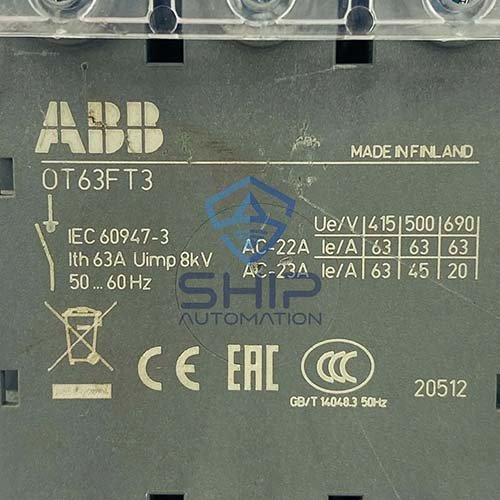 ABB
MADE IN FINLAND
OT63FT3
IEC 60947-3
Ith 63A Uimp 8kV
50 ... 60 Hz
Ue/V 415 500 690
AC-22A Ie/A 63 63 63
AC-23A Ie/A 63 45 20
SHIP
AUTOMATION
CE EAC CCC
GB/T 14048.3 50Hz
20512